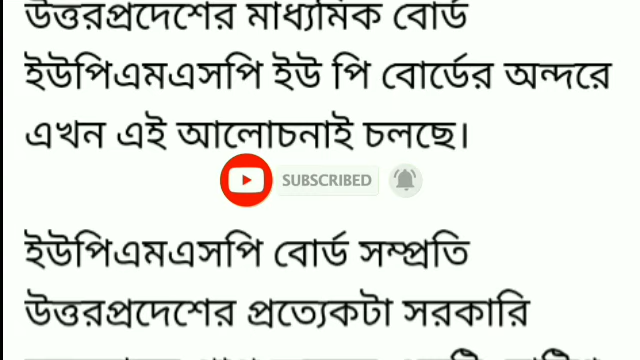 উত্তরপ্রদেশের মাধ্যমিক বোর্ড
ইউপিএমএসপি ইউ পি বোর্ডের অন্দরে
এখন এই আলোচনাই চলছে।
SUBSCRIBED
ইউপিএমএসপি বোর্ড সম্প্রতি
উত্তরপ্রদেশের প্রত্যেকটা সরকারি